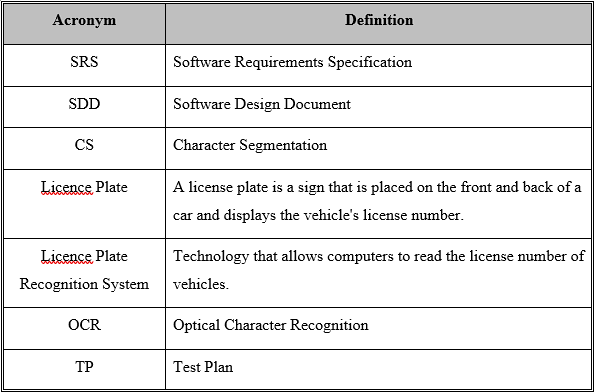 Acronym Definition
SRS Software Requirements Specification
SDD Software Design Document
CS Character Segmentation
Licence Plate A license plate is a sign that is placed on the front and back of a
car and displays the vehicle's license number.
Licence Plate Technology that allows computers to read the license number of
Recognition System vehicles.
OCR Optical Character Recognition
TP Test Plan